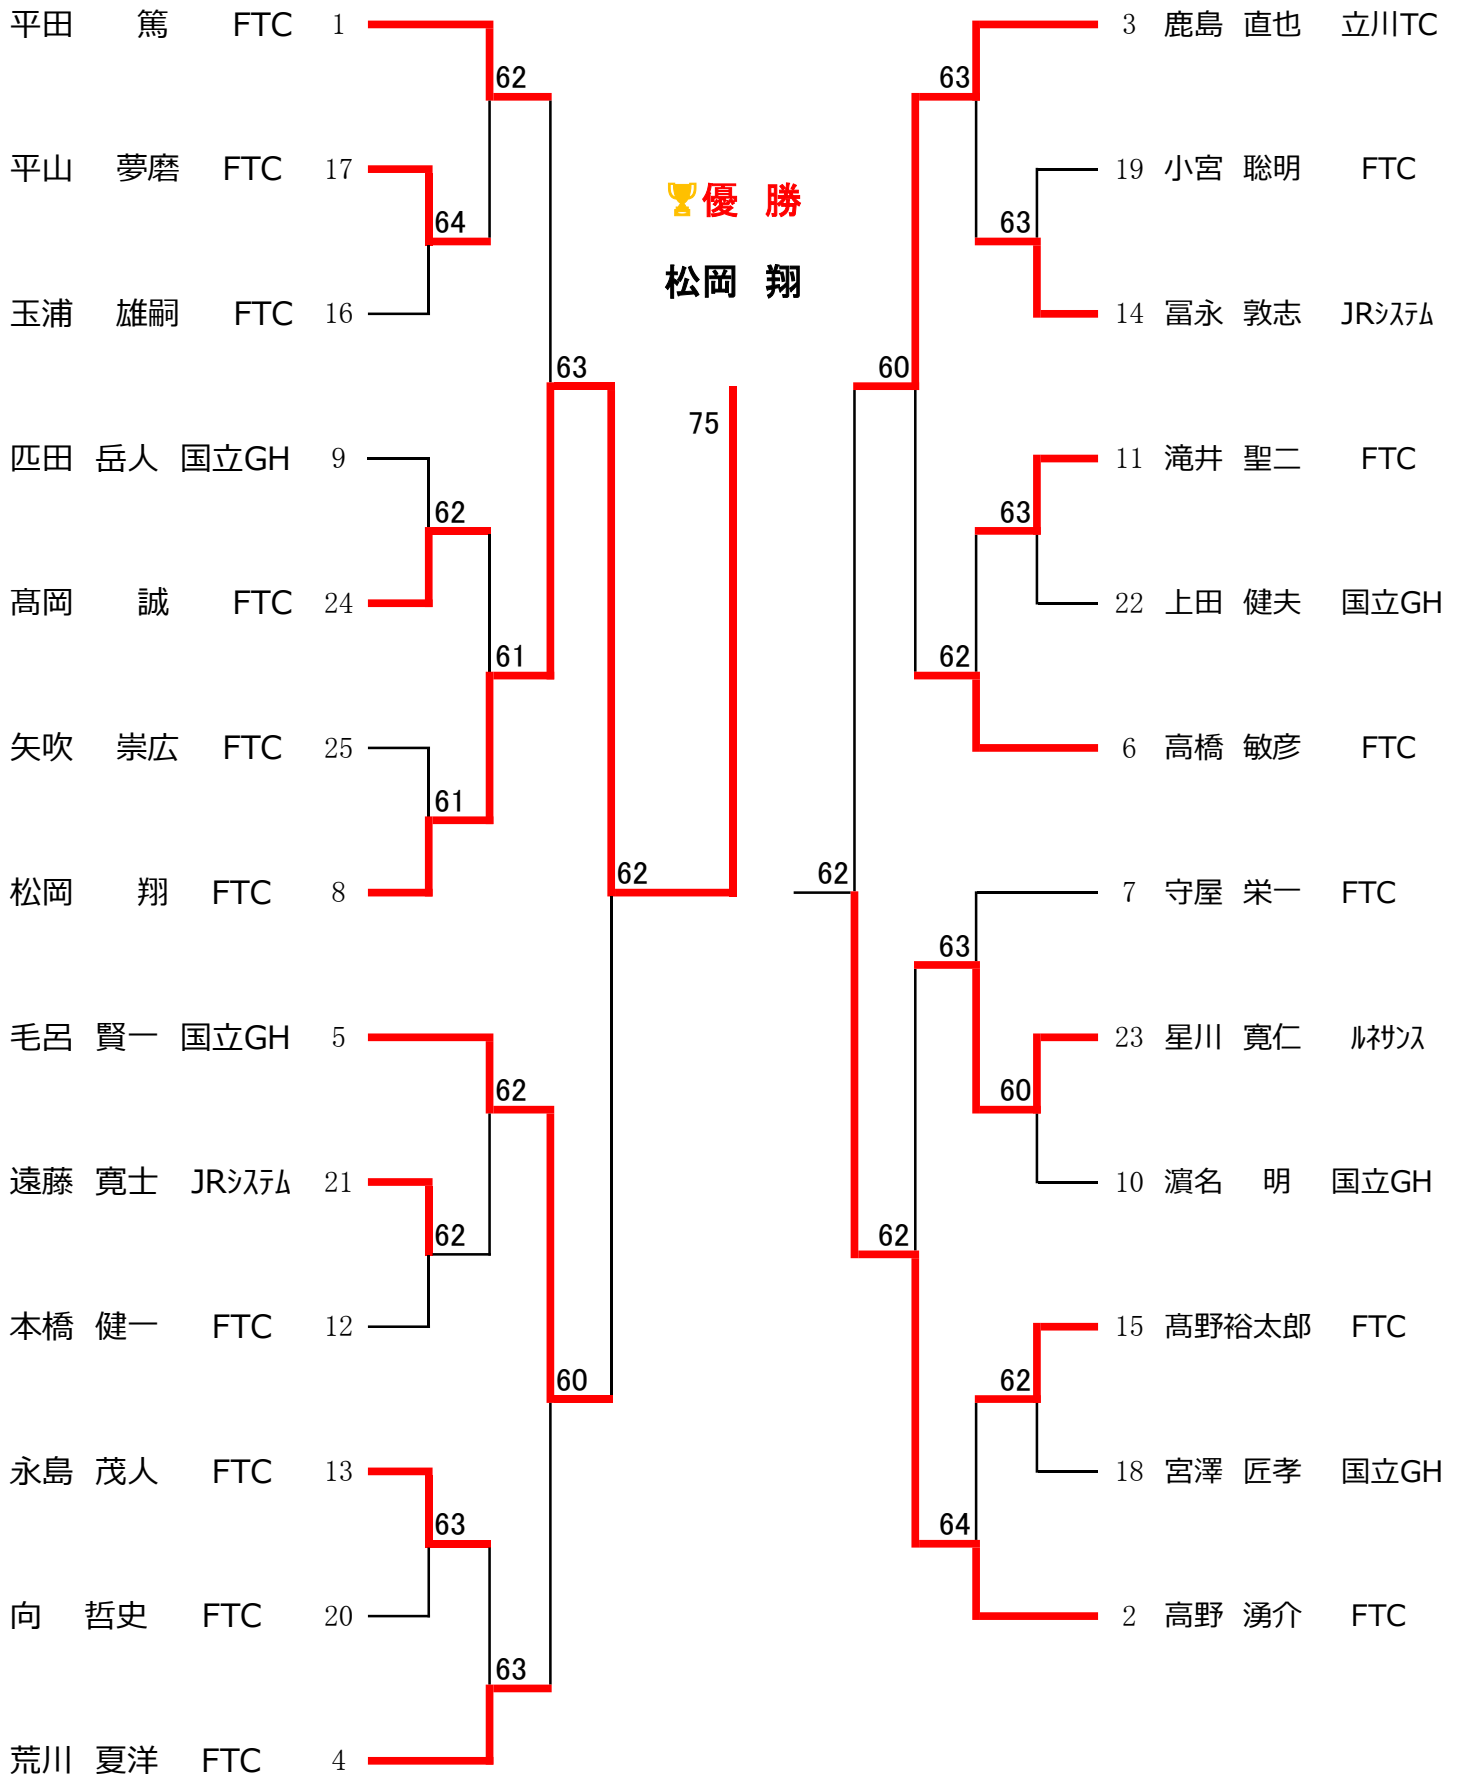 平田 篤 FTC 1
62
平山 夢磨 FTC 17
64
玉浦 雄嗣 FTC 16
63
匹田 岳人 国立GH 9
62
髙岡 誠 FTC 24
61
矢吹 崇広 FTC 25
61
松岡 翔 FTC 8
62
毛呂 賢一 国立GH 5
62
遠藤 寛士 JRシステム 21
62
本橋 健一 FTC 12
60
永島 茂人 FTC 13
63
向 哲史 FTC 20
63
荒川 夏洋 FTC 4
優 勝
松岡 翔
75
3 鹿島 直也 立川TC
63
19 小宮 聡明 FTC
63
14 冨永 敦志 JRシステム
60
11 滝井 聖二 FTC
63
22 上田 健夫 国立GH
62
6 高橋 敏彦 FTC
62
7 守屋 栄一 FTC
63
23 星川 寛仁 ルネサンス
60
10 濵名 明 国立GH
62
15 髙野裕太郎 FTC
62
18 宮澤 匠孝 国立GH
64
2 高野 湧介 FTC